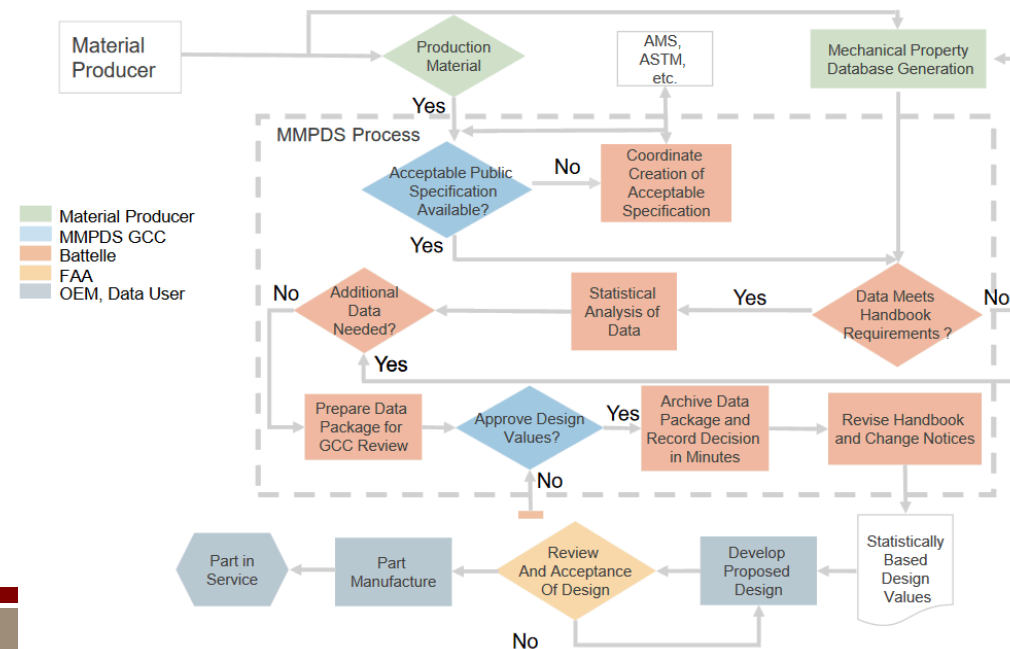 Material
Producer
Production
Material
AMS,
ASTM,
etc.
Mechanical Property
Database Generation
Yes
MMPDS Process
Acceptable Public
Specification
Available?
No
Coordinate
Creation of
Acceptable
Specification
Yes
Material Producer
MMPDS GCC
Battelle
FAA
OEM, Data User
No
Additional
Data
Needed?
Statistical
Analysis of
Data
Yes
Data Meets
Handbook
Requirements ?
No
Yes
Prepare Data
Package for
GCC Review
Approve Design
Values?
Yes
Archive Data
Package and
Record Decision
in Minutes
Revise Handbook
and Change Notices
No
Part in
Service
Part
Manufacture
Review
And Acceptance
Of Design
Develop
Proposed
Design
Statistically
Based
Design
Values
No